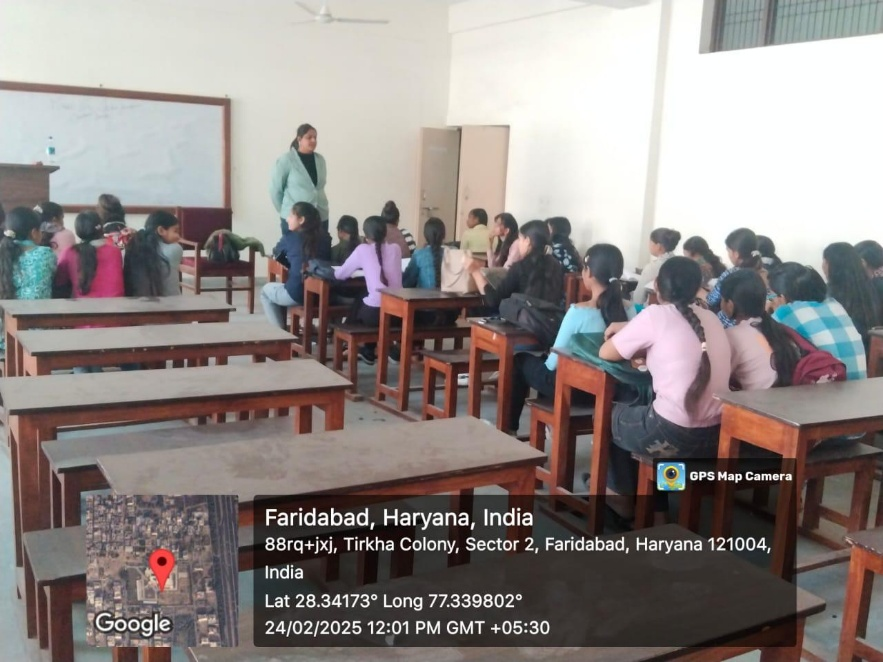 GPS Map Camera
Faridabad, Haryana, India
88rq+jxj, Tirkha Colony, Sector 2, Faridabad, Haryana 121004,
India
Lat 28.34173° Long 77.339802°
24/02/2025 12:01 PM GMT +05:30
Google